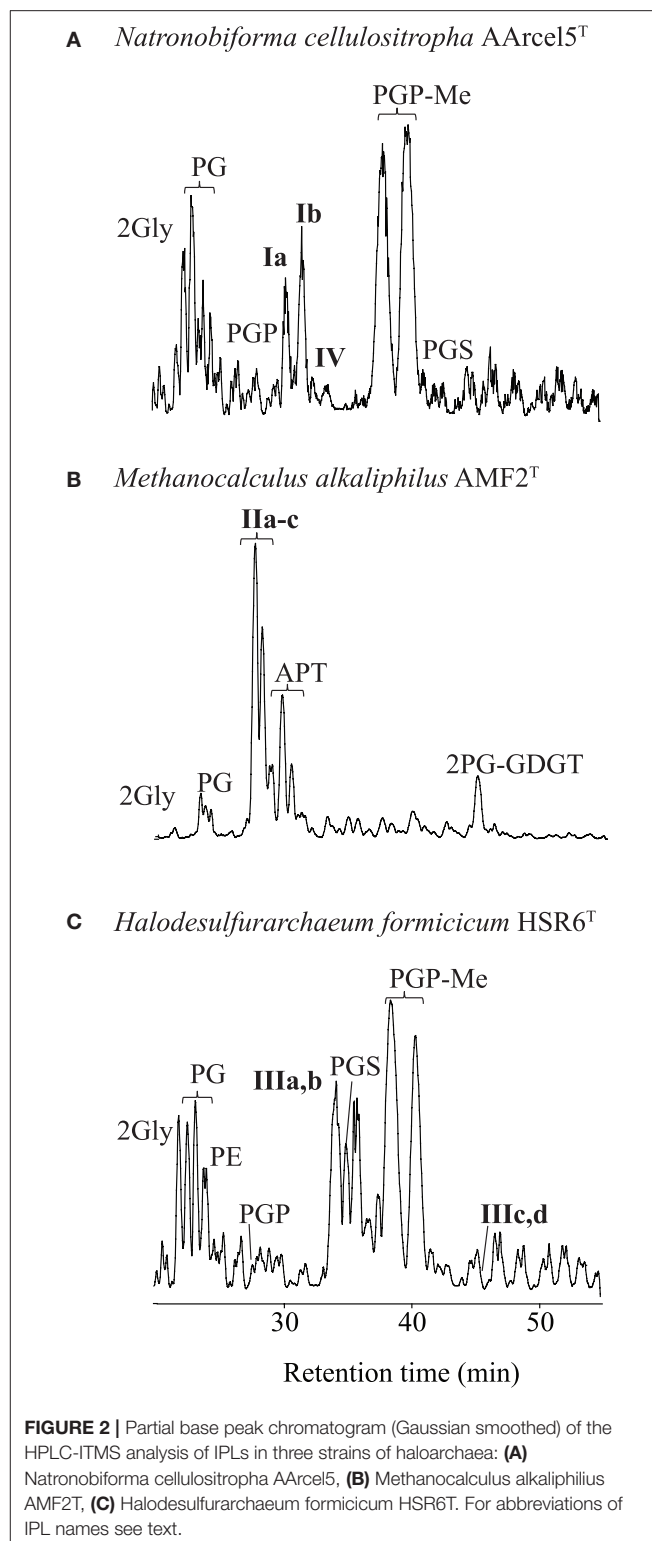 A Natronobiforma cellulositropha AArcel5ᵀ
PGP-Me
PG
2Gly
Ib
Ia
PGP
IV
PGS
B Methanocalculus alkaliphilus AMF2ᵀ
IIa-c
APT
2PG-GDGT
2Gly
PG
C Halodesulfurarchaeum formicicum HSR6ᵀ
PGP-Me
PG
PGS
IIIa,b
2Gly
PE
PGP
IIIc,d
30 40 50
Retention time (min)
FIGURE 2 | Partial base peak chromatogram (Gaussian smoothed) of the
HPLC-ITMS analysis of IPLs in three strains of haloarchaea: (A)
Natronobiforma cellulositropha AArcel5, (B) Methanocalculus alkaliphilius
AMF2T, (C) Halodesulfurarchaeum formicicum HSR6T. For abbreviations of
IPL names see text.